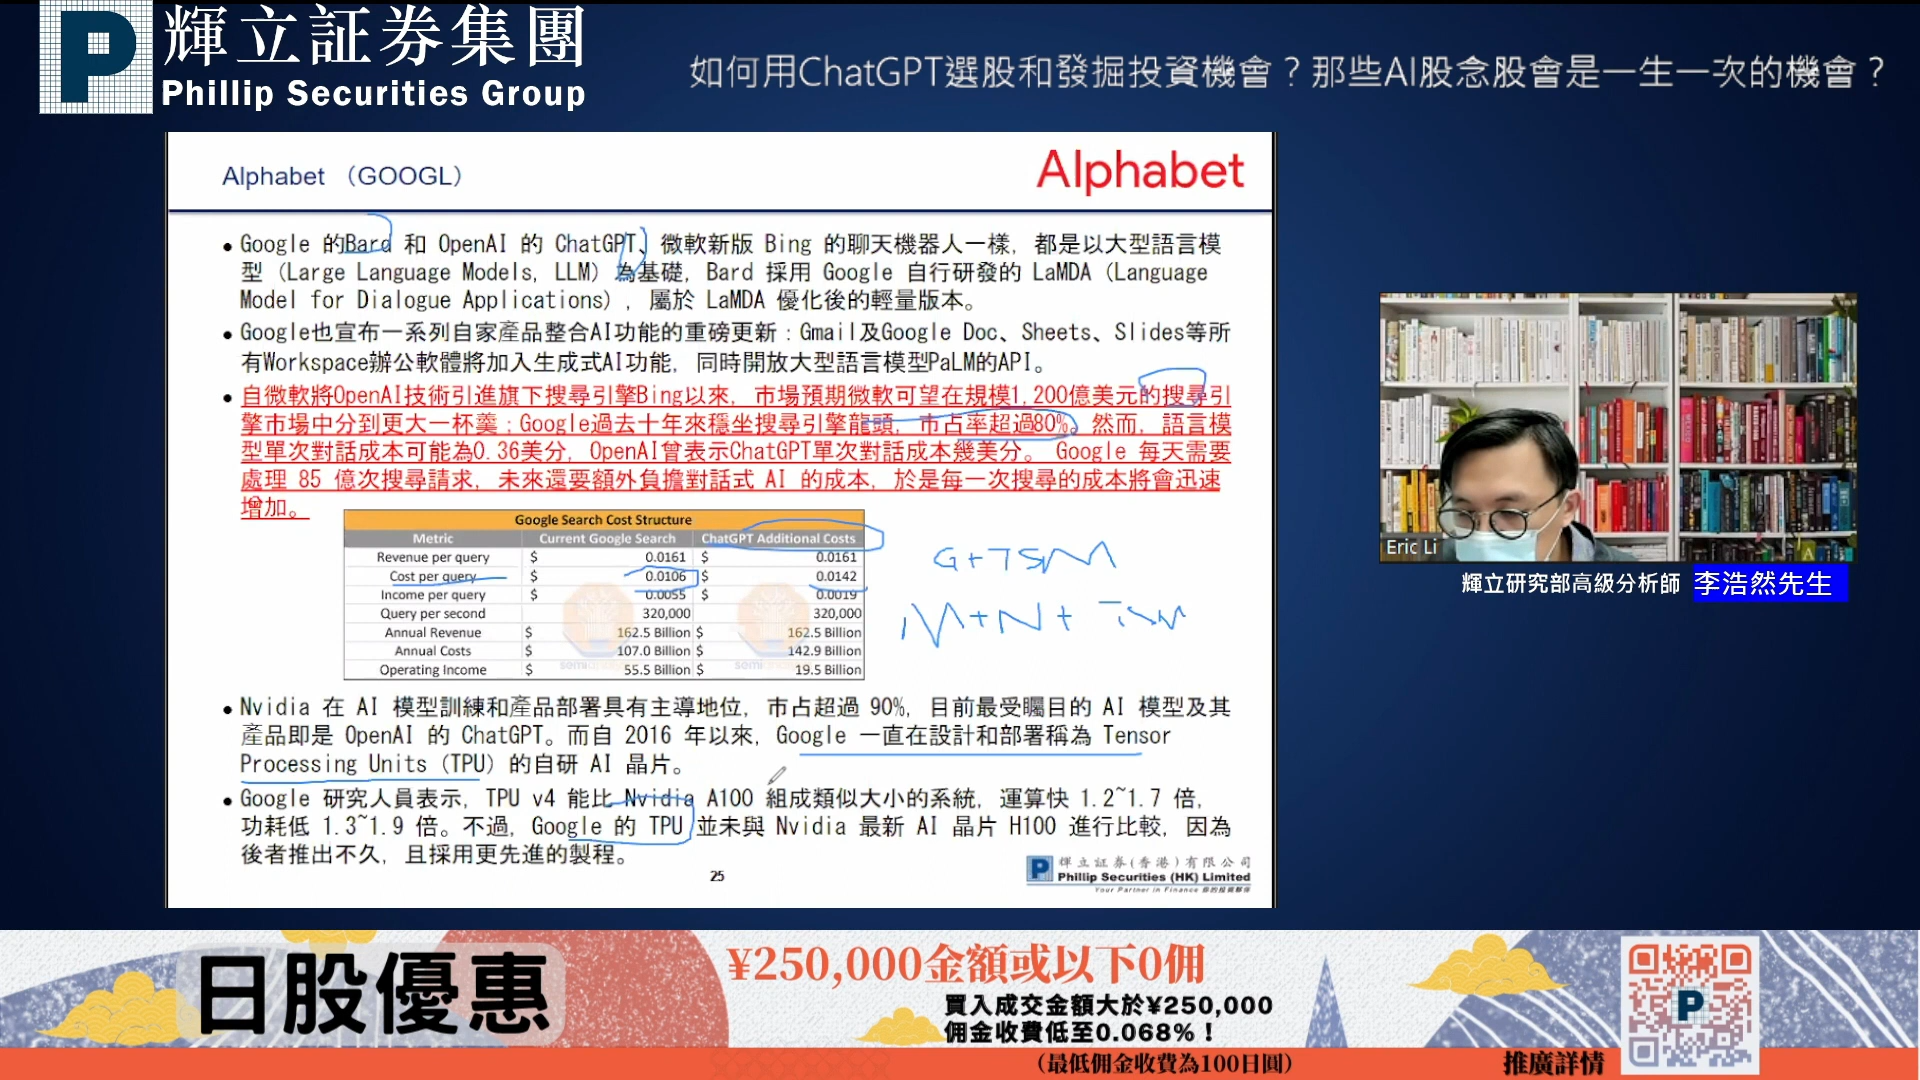 輝立証券集團
Phillip Securities Group
如何用ChatGPT選股和發掘投資機會？那些AI股念股會是一生一次的機會？
Alphabet （GOOGL）
Alphabet
• Google 的Bard 和 OpenAI 的 ChatGPT、微軟新版 Bing 的聊天機器人一樣，都是以大型語言模
型（Large Language Models, LLM）為基礎，Bard 採用 Google 自行研發的 LaMDA（Language
Model for Dialogue Applications），屬於 LaMDA 優化後的輕量版本。
• Google也宣布一系列自家產品整合AI功能的重磅更新：Gmail及Google Doc、Sheets、Slides等所
有Workspace辦公軟體將加入生成式AI功能，同時開放大型語言模型PaLM的API。
• 自微軟將OpenAI技術引進旗下搜尋引擎Bing以來，市場預期微軟可望在規模1,200億美元的搜尋引
擎市場中分到更大一杯羹；Google過去十年來穩坐搜尋引擎龍頭，市占率超過80%。然而，語言模
型單次對話成本可能為0.36美分，OpenAI曾表示ChatGPT單次對話成本幾美分。 Google 每天需要
處理 85 億次搜尋請求，未來還要額外負擔對話式 AI 的成本，於是每一次搜尋的成本將會迅速
增加。
Google Search Cost Structure
Metric Current Google Search ChatGPT Additional Costs
Revenue per query $ 0.0161 $ 0.0161
Cost per query $ 0.0106 $ 0.0142
Income per query $ 0.0055 $ 0.0019
Query per second 320,000 320,000
Annual Revenue $ 162.5 Billion $ 162.5 Billion
Annual Costs $ 107.0 Billion $ 142.9 Billion
Operating Income $ 55.5 Billion $ 19.5 Billion
G+TSM
M+N+ TSM
• Nvidia 在 AI 模型訓練和產品部署具有主導地位，市占超過 90%，目前最受矚目的 AI 模型及其
產品即是 OpenAI 的 ChatGPT。而自 2016 年以來，Google 一直在設計和部署稱為 Tensor
Processing Units（TPU）的自研 AI 晶片。
• Google 研究人員表示，TPU v4 能比 Nvidia A100 組成類似大小的系統，運算快 1.2~1.7 倍，
功耗低 1.3~1.9 倍。不過，Google 的 TPU 並未與 Nvidia 最新 AI 晶片 H100 進行比較，因為
後者推出不久，且採用更先進的製程。
25
輝立証券(香港)有限公司
Phillip Securities (HK) Limited
Your Partner in Finance 你的投資夥伴
Eric Li
輝立研究部高級分析師 李浩然先生
日股優惠
¥250,000金額或以下0佣
買入成交金額大於¥250,000
佣金收費低至0.068%！
（最低佣金收費為100日圓）
推廣詳情